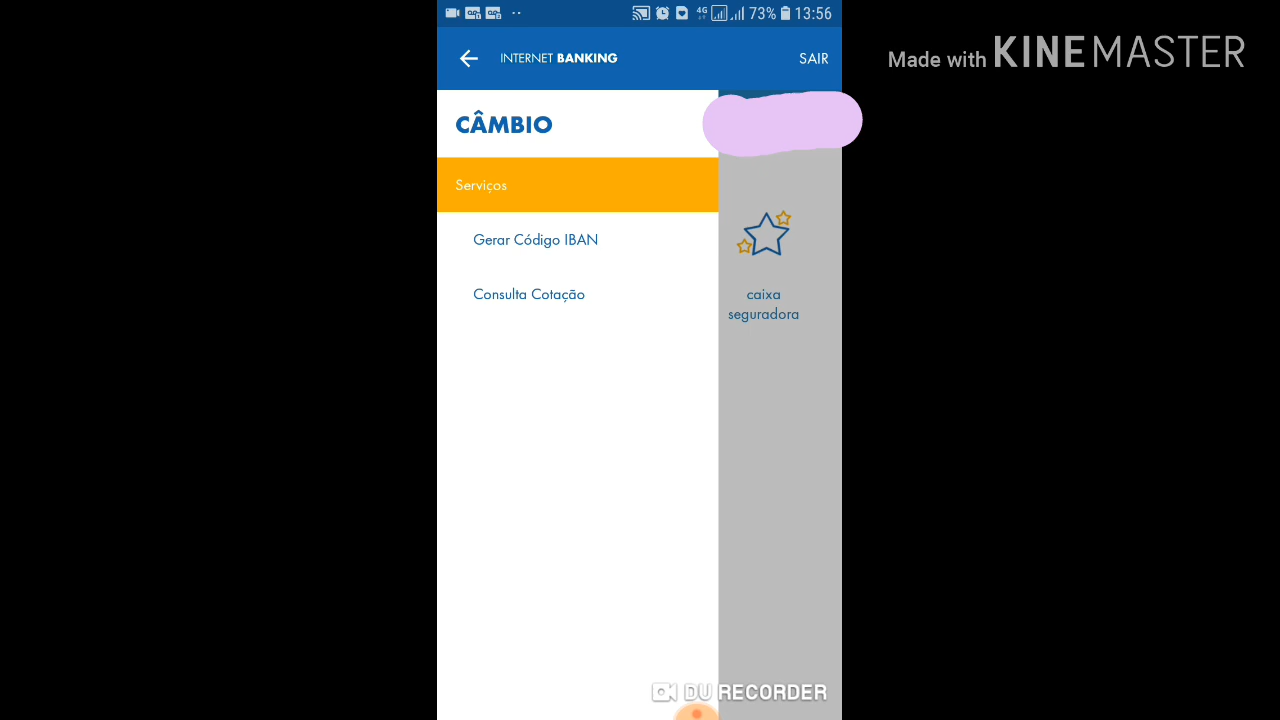 4G 73% 13:56
INTERNET BANKING SAIR
Made with KINEMASTER
CÂMBIO
Serviços
Gerar Código IBAN
Consulta Cotação
caixa
seguradora
DU RECORDER